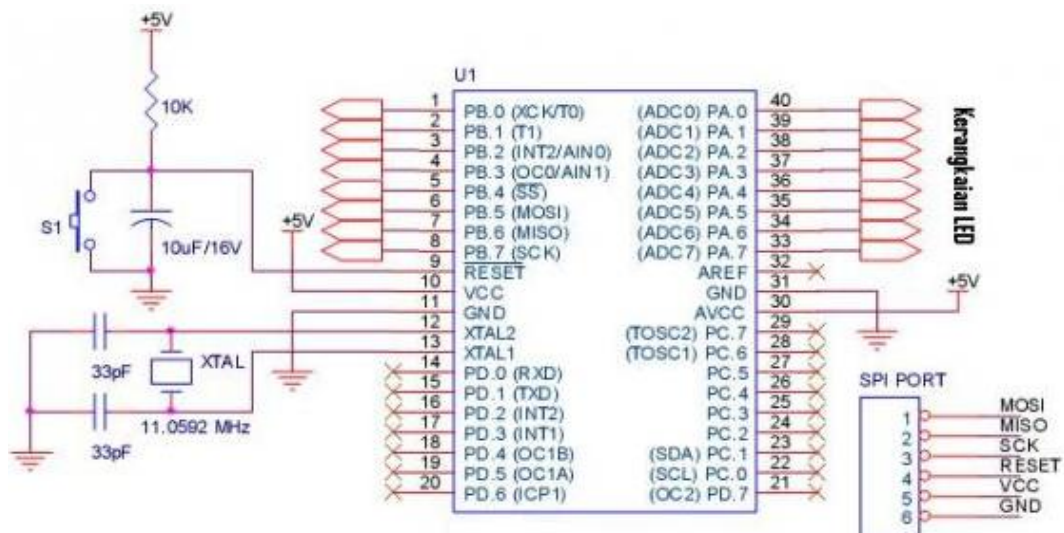 +5V
10K
S1
10uF/16V
+5V
33pF
XTAL
33pF
11.0592 MHz
U1
1 PB.0 (XCK/T0)
2 PB.1 (T1)
3 PB.2 (INT2/AIN0)
4 PB.3 (OC0/AIN1)
5 PB.4 (SS)
6 PB.5 (MOSI)
7 PB.6 (MISO)
8 PB.7 (SCK)
9 RESET
10 VCC
11 GND
12 XTAL2
13 XTAL1
14 PD.0 (RXD)
15 PD.1 (TXD)
16 PD.2 (INT2)
17 PD.3 (INT1)
18 PD.4 (OC1B)
19 PD.5 (OC1A)
20 PD.6 (ICP1)
(ADC0) PA.0 40
(ADC1) PA.1 39
(ADC2) PA.2 38
(ADC3) PA.3 37
(ADC4) PA.4 36
(ADC5) PA.5 35
(ADC6) PA.6 34
(ADC7) PA.7 33
AREF 32
GND 31
AVCC 30
(TOSC2) PC.7 29
(TOSC1) PC.6 28
PC.5 27
PC.4 26
PC.3 25
PC.2 24
(SDA) PC.1 23
(SCL) PC.0 22
(OC2) PD.7 21
Kerangkaian LED
+5V
SPI PORT
1 MOSI
2 MISO
3 SCK
4 RESET
5 VCC
6 GND